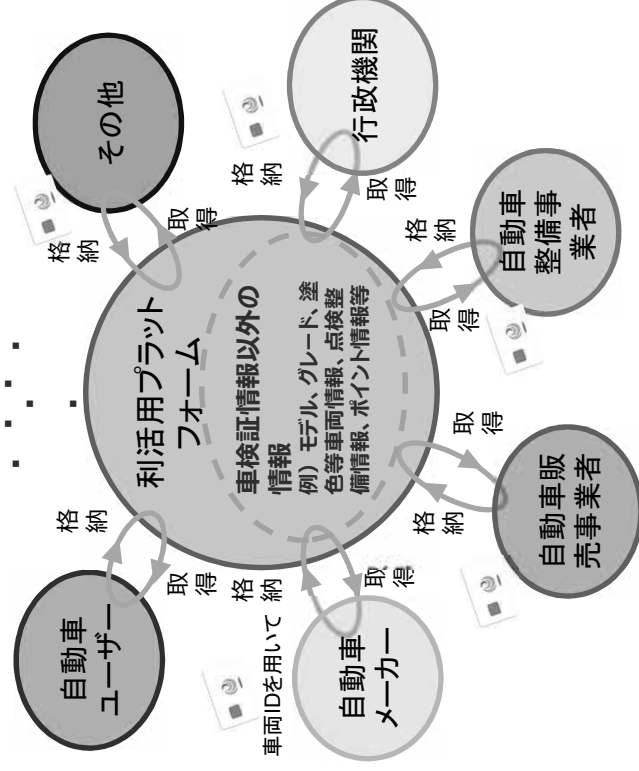 自動車
ユーザー
格
納
取
得
利活用プラット
フォーム
車検証情報以外の
情報
例）モデル、グレード、塗
色等車両情報、点検整
備情報、ポイント情報等
その他
格
納
取
得
行政機関
格
納
取
得
自動車
整備事
業者
格
納
取
得
自動車販
売事業者
格
納
取
得
車両IDを用いて
格
納
取
得
自動車
メーカー